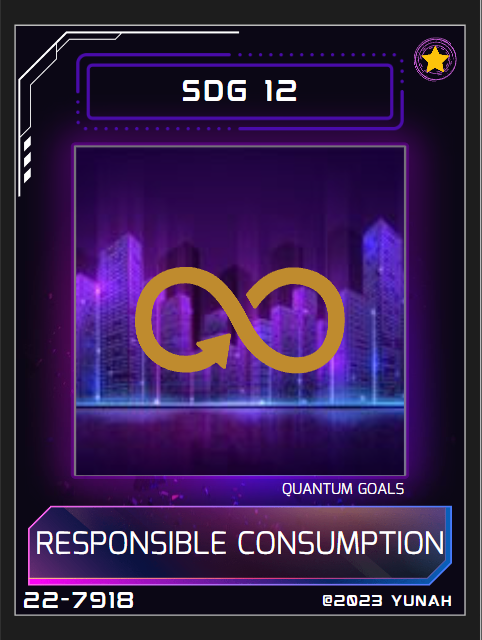 SDG 12
QUANTUM GOALS
RESPONSIBLE CONSUMPTION
22-7918
©2023 YUNAH